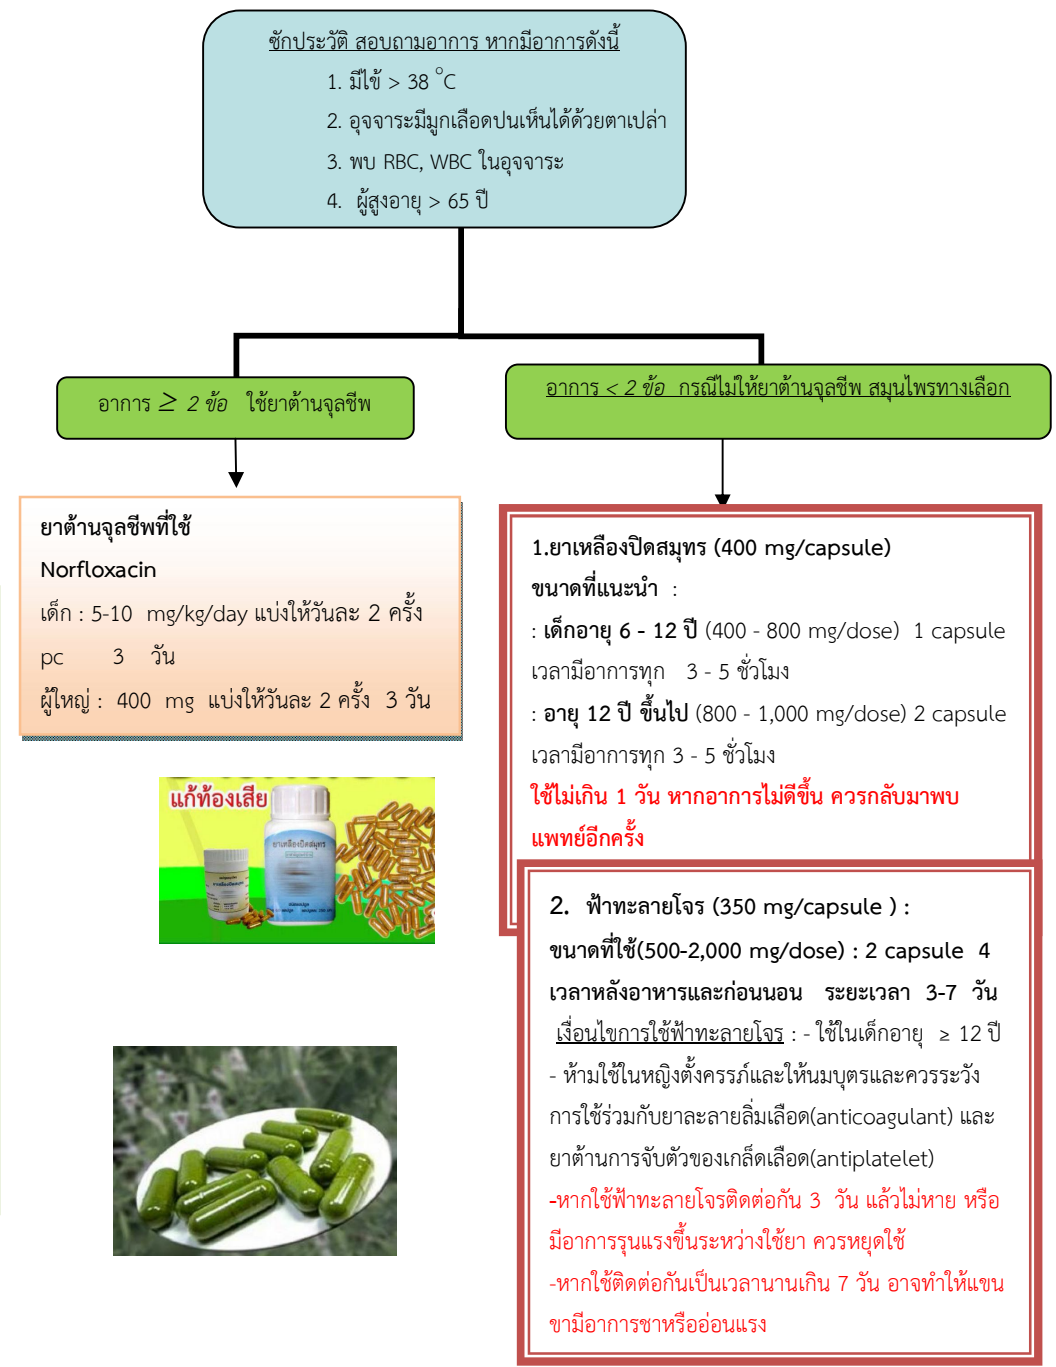 ซักประวัติ สอบถามอาการ หากมีอาการดังนี้
1. มีไข้ > 38 °C
2. อุจจาระมีมูกเลือดปนเห็นได้ด้วยตาเปล่า
3. พบ RBC, WBC ในอุจจาระ
4. ผู้สูงอายุ > 65 ปี
อาการ ≥ 2 ข้อ ใช้ยาต้านจุลชีพ
อาการ < 2 ข้อ กรณีไม่ให้ยาต้านจุลชีพ สมุนไพรทางเลือก
ยาต้านจุลชีพที่ใช้
Norfloxacin
เด็ก : 5-10 mg/kg/day แบ่งให้วันละ 2 ครั้ง
pc 3 วัน
ผู้ใหญ่ : 400 mg แบ่งให้วันละ 2 ครั้ง 3 วัน
1.ยาเหลืองปิดสมุทร (400 mg/capsule)
ขนาดที่แนะนำ :
: เด็กอายุ 6 - 12 ปี (400 - 800 mg/dose) 1 capsule
เวลามีอาการทุก 3 - 5 ชั่วโมง
: อายุ 12 ปี ขึ้นไป (800 - 1,000 mg/dose) 2 capsule
เวลามีอาการทุก 3 - 5 ชั่วโมง
ใช้ไม่เกิน 1 วัน หากอาการไม่ดีขึ้น ควรกลับมาพบ
แพทย์อีกครั้ง
แก้ท้องเสีย
ยาเหลืองปิดสมุทร
2. ฟ้าทะลายโจร (350 mg/capsule ) :
ขนาดที่ใช้(500-2,000 mg/dose) : 2 capsule 4
เวลาหลังอาหารและก่อนนอน ระยะเวลา 3-7 วัน
เงื่อนไขการใช้ฟ้าทะลายโจร : - ใช้ในเด็กอายุ ≥ 12 ปี
- ห้ามใช้ในหญิงตั้งครรภ์และให้นมบุตรและควรระวัง
การใช้ร่วมกับยาละลายลิ่มเลือด(anticoagulant) และ
ยาต้านการจับตัวของเกล็ดเลือด(antiplatelet)
-หากใช้ฟ้าทะลายโจรติดต่อกัน 3 วัน แล้วไม่หาย หรือ
มีอาการรุนแรงขึ้นระหว่างใช้ยา ควรหยุดใช้
-หากใช้ติดต่อกันเป็นเวลานานเกิน 7 วัน อาจทำให้แขน
ขามีอาการชาหรืออ่อนแรง